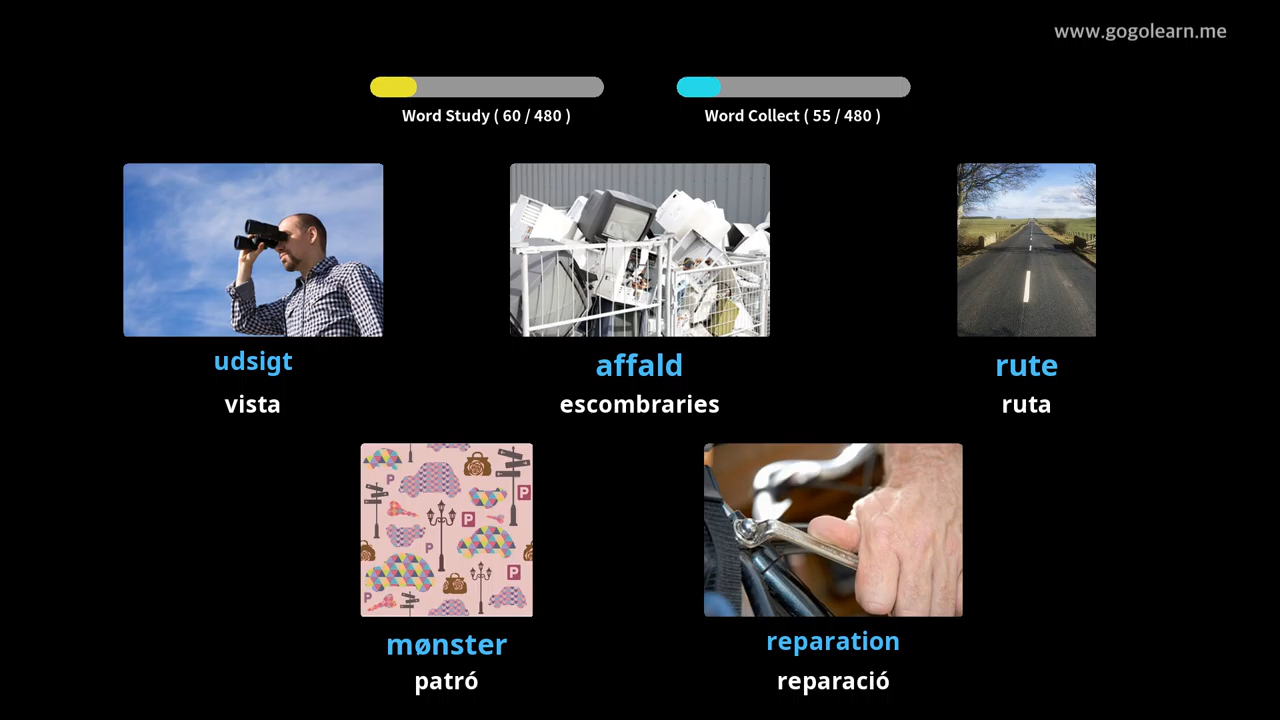 www.gogolearn.me
Word Study ( 60 / 480 )
Word Collect ( 55 / 480 )
udsigt
affald
rute
vista
escombraries
ruta
P
P
P
P
P
P
mønster
reparation
patró
reparació